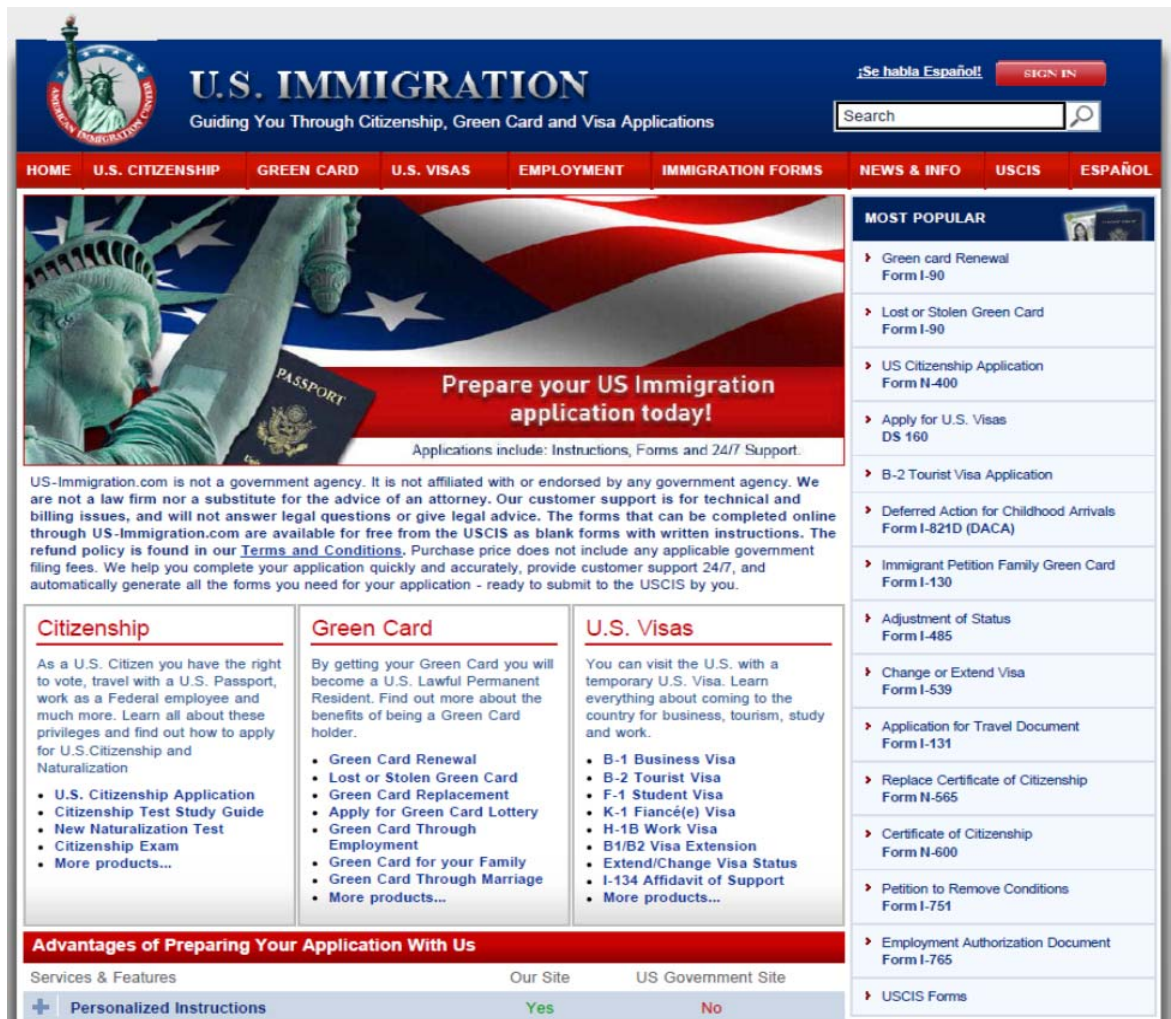 AMERICAN IMMIGRATION CENTER
U.S. IMMIGRATION
Guiding You Through Citizenship, Green Card and Visa Applications
¡Se habla Español!
SIGN IN
Search
HOME U.S. CITIZENSHIP GREEN CARD U.S. VISAS EMPLOYMENT IMMIGRATION FORMS NEWS & INFO USCIS ESPAÑOL
PASSPORT
Prepare your US Immigration
application today!
Applications include: Instructions, Forms and 24/7 Support.
US-Immigration.com is not a government agency. It is not affiliated with or endorsed by any government agency. We
are not a law firm nor a substitute for the advice of an attorney. Our customer support is for technical and
billing issues, and will not answer legal questions or give legal advice. The forms that can be completed online
through US-Immigration.com are available for free from the USCIS as blank forms with written instructions. The
refund policy is found in our Terms and Conditions. Purchase price does not include any applicable government
filing fees. We help you complete your application quickly and accurately, provide customer support 24/7, and
automatically generate all the forms you need for your application - ready to submit to the USCIS by you.
Citizenship
As a U.S. Citizen you have the right
to vote, travel with a U.S. Passport,
work as a Federal employee and
much more. Learn all about these
privileges and find out how to apply
for U.S.Citizenship and
Naturalization
• U.S. Citizenship Application
• Citizenship Test Study Guide
• New Naturalization Test
• Citizenship Exam
• More products...
Green Card
By getting your Green Card you will
become a U.S. Lawful Permanent
Resident. Find out more about the
benefits of being a Green Card
holder.
• Green Card Renewal
• Lost or Stolen Green Card
• Green Card Replacement
• Apply for Green Card Lottery
• Green Card Through
Employment
• Green Card for your Family
• Green Card Through Marriage
• More products...
U.S. Visas
You can visit the U.S. with a
temporary U.S. Visa. Learn
everything about coming to the
country for business, tourism, study
and work.
• B-1 Business Visa
• B-2 Tourist Visa
• F-1 Student Visa
• K-1 Fiancé(e) Visa
• H-1B Work Visa
• B1/B2 Visa Extension
• Extend/Change Visa Status
• I-134 Affidavit of Support
• More products...
Advantages of Preparing Your Application With Us
Services & Features Our Site US Government Site
Personalized Instructions Yes No
MOST POPULAR
Green card Renewal
Form I-90
Lost or Stolen Green Card
Form I-90
US Citizenship Application
Form N-400
Apply for U.S. Visas
DS 160
B-2 Tourist Visa Application
Deferred Action for Childhood Arrivals
Form I-821D (DACA)
Immigrant Petition Family Green Card
Form I-130
Adjustment of Status
Form I-485
Change or Extend Visa
Form I-539
Application for Travel Document
Form I-131
Replace Certificate of Citizenship
Form N-565
Certificate of Citizenship
Form N-600
Petition to Remove Conditions
Form I-751
Employment Authorization Document
Form I-765
USCIS Forms